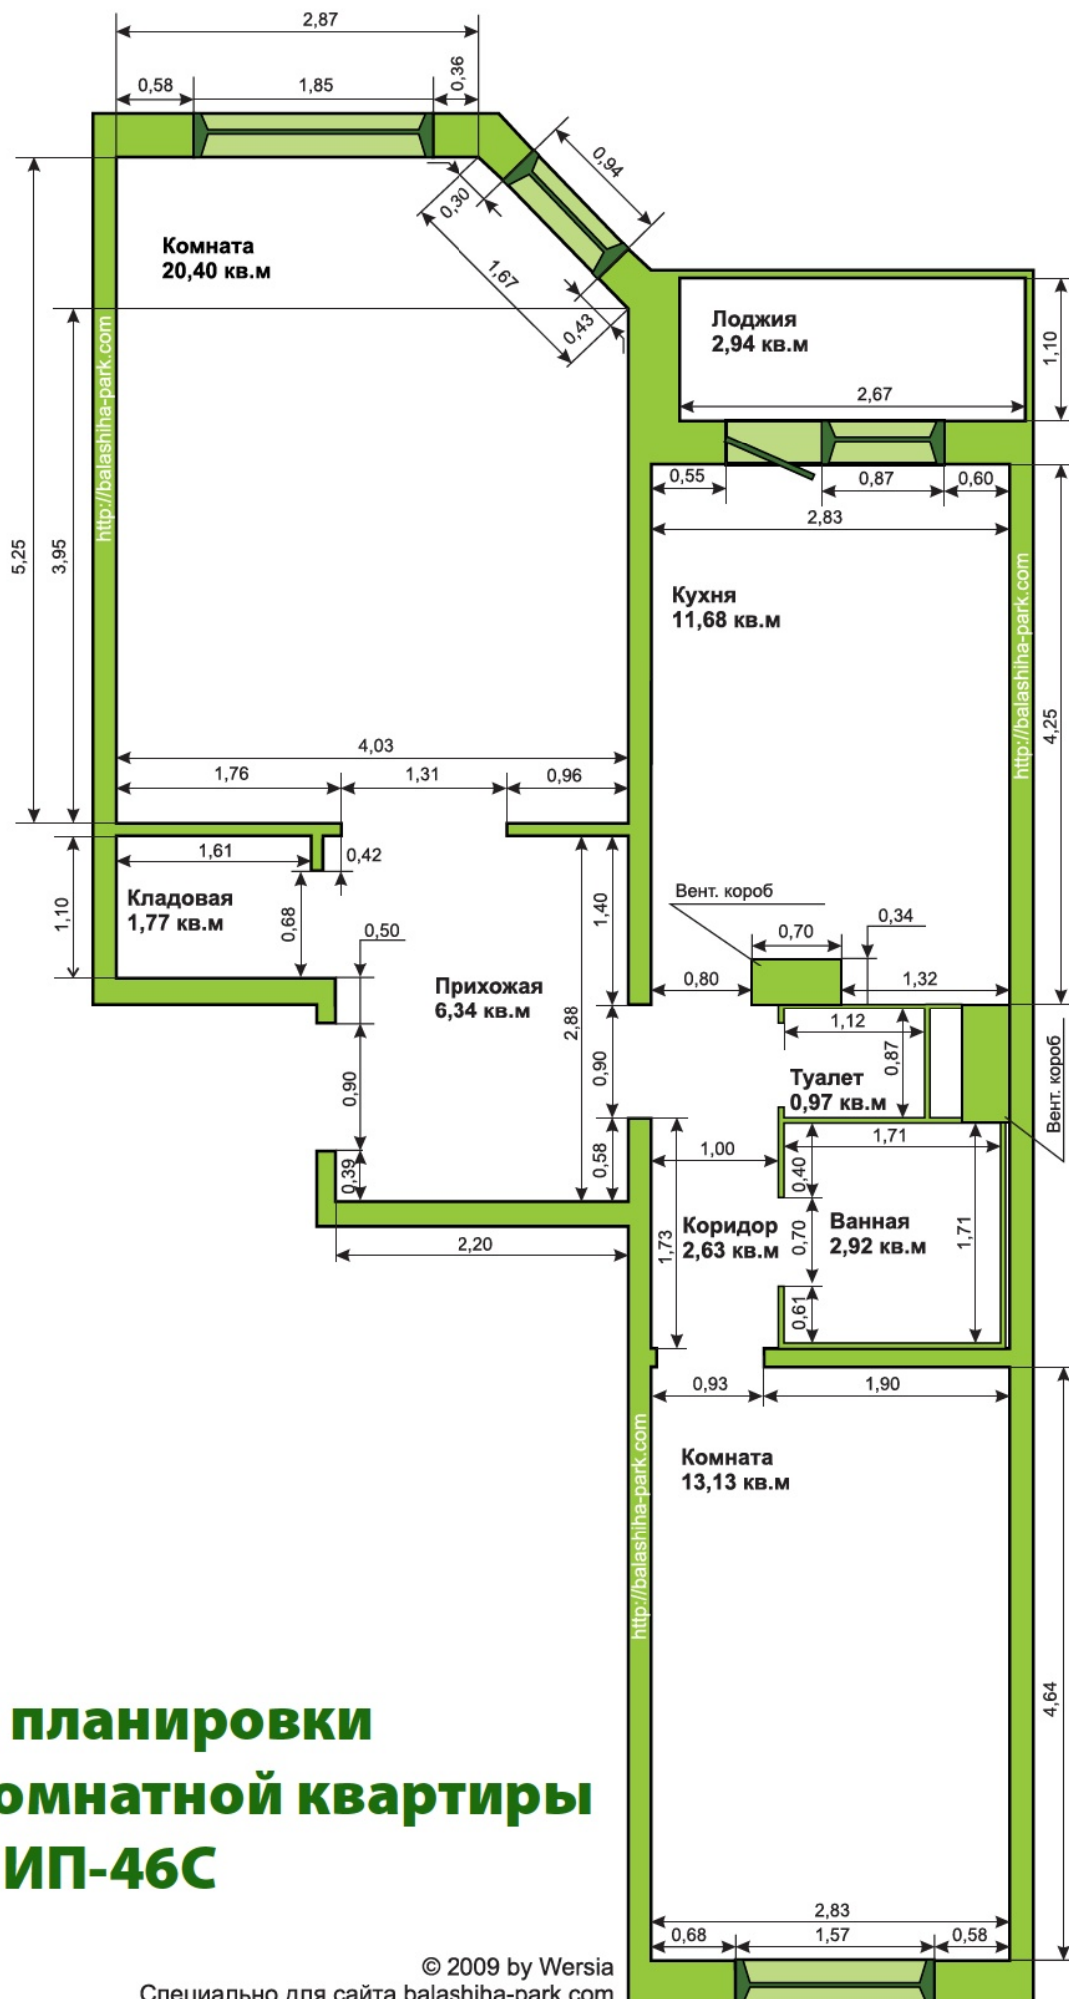 2,87
0,58
1,85
0,36
0,94
0,30
1,67
0,43
Комната
20,40 кв.м
Лоджия
2,94 кв.м
1,10
2,67
http://balashiha-park.com
5,25
3,95
0,55
0,87
0,60
2,83
Кухня
11,68 кв.м
http://balashiha-park.com
4,25
4,03
1,76
1,31
0,96
1,61
0,42
Кладовая
1,77 кв.м
1,10
0,68
0,50
1,40
Вент. короб
0,70
0,34
0,80
1,32
Прихожая
6,34 кв.м
2,88
0,90
0,90
1,12
0,87
Туалет
0,97 кв.м
Вент. короб
0,39
0,58
1,00
1,71
0,40
Коридор
2,63 кв.м
1,73
0,70
Ванная
2,92 кв.м
1,71
0,61
2,20
0,93
1,90
http://balashiha-park.com
Комната
13,13 кв.м
4,64
планировки
омнатной квартиры
ИП-46С
2,83
0,68
1,57
0,58
© 2009 by Wersia
Специально для сайта balashiha-park.com